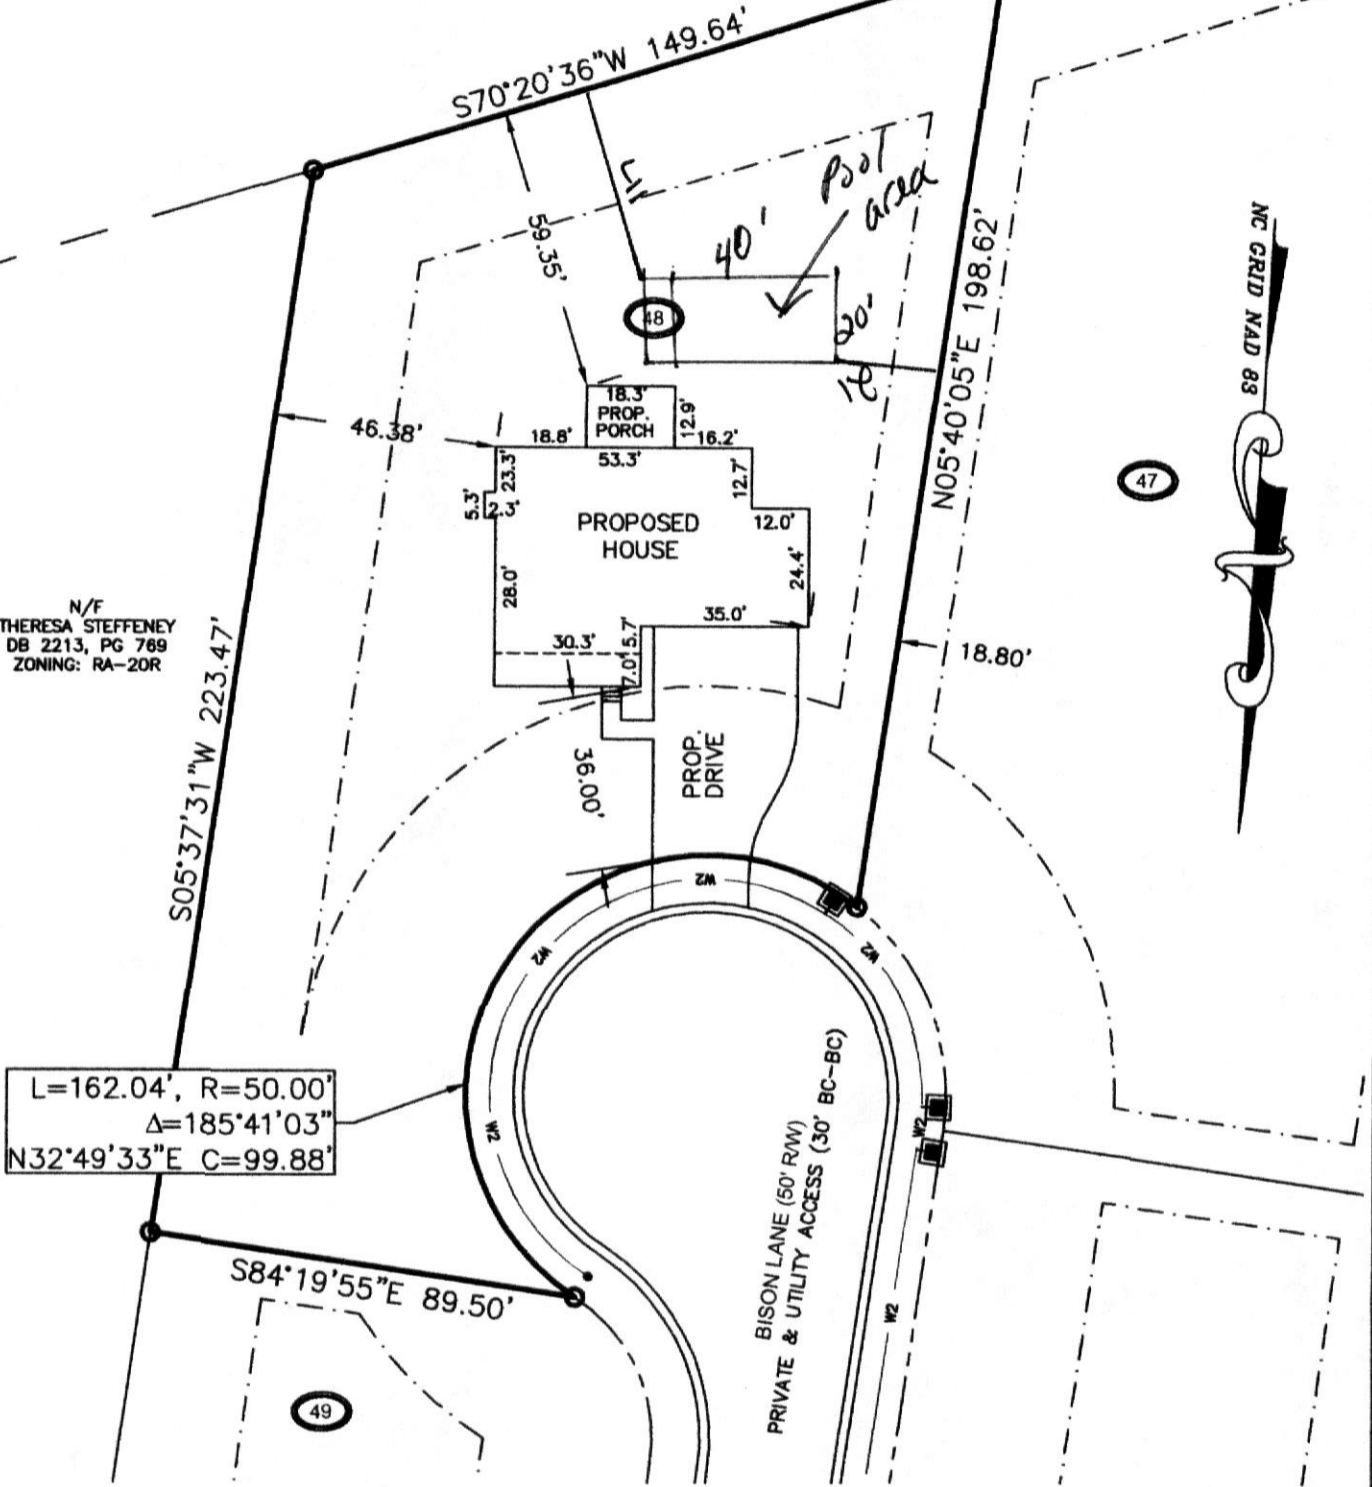 S70°20'36"W 149.64'
59.35'
Pool
area
40'
20'
48
N05°40'05"E 198.62'
NC GRID NAD 83
47
46.38'
18.3'
PROP.
PORCH
12.9'
18.8'
16.2'
53.3'
23.3'
5.3'
2.3'
12.7'
12.0'
PROPOSED
HOUSE
24.4'
28.0'
35.0'
30.3'
5.7'
7.0'
18.80'
N/F
THERESA STEFFENEY
DB 2213, PG 769
ZONING: RA-20R
S05°37'31"W 223.47'
PROP.
DRIVE
36.00'
W2
W2
W2
W2
W2
W2
L=162.04', R=50.00'
Δ=185°41'03"
N32°49'33"E C=99.88'
BISON LANE (50' R/W)
PRIVATE & UTILITY ACCESS (30' BC-BC)
S84°19'55"E 89.50'
49